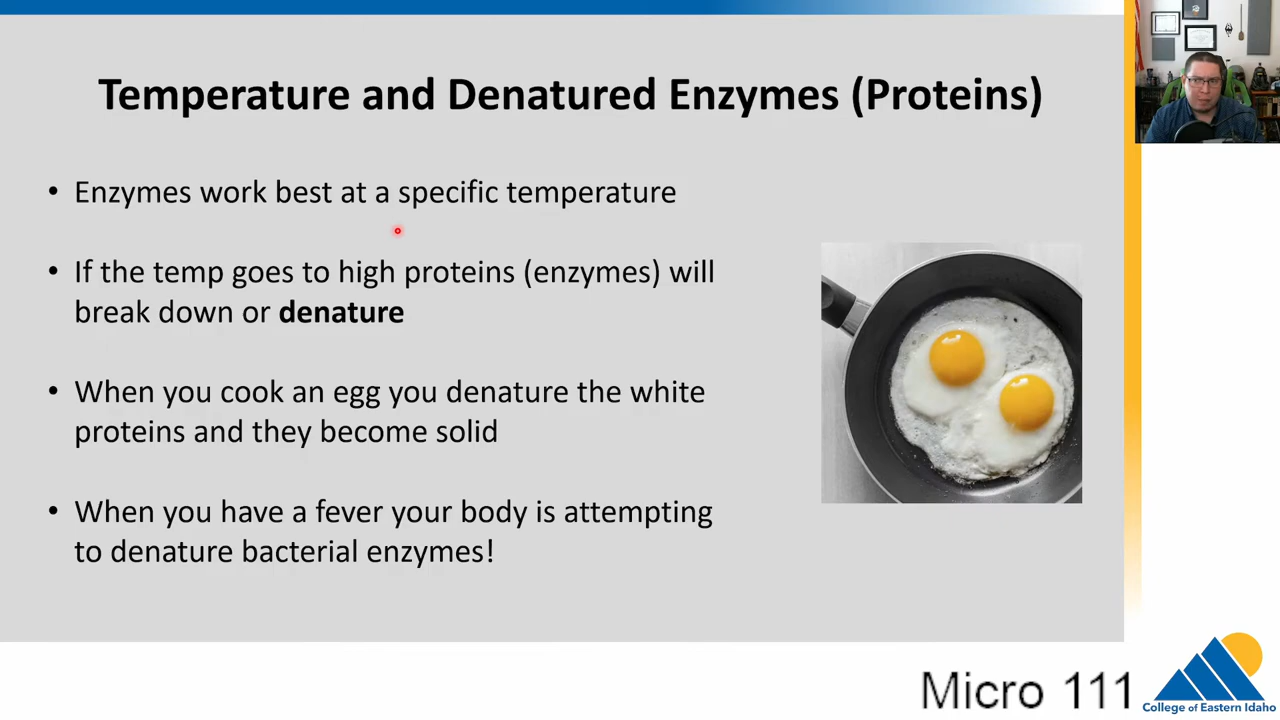 Temperature and Denatured Enzymes (Proteins)
• Enzymes work best at a specific temperature
• If the temp goes to high proteins (enzymes) will
break down or denature
• When you cook an egg you denature the white
proteins and they become solid
• When you have a fever your body is attempting
to denature bacterial enzymes!
Micro 111
College of Eastern Idaho